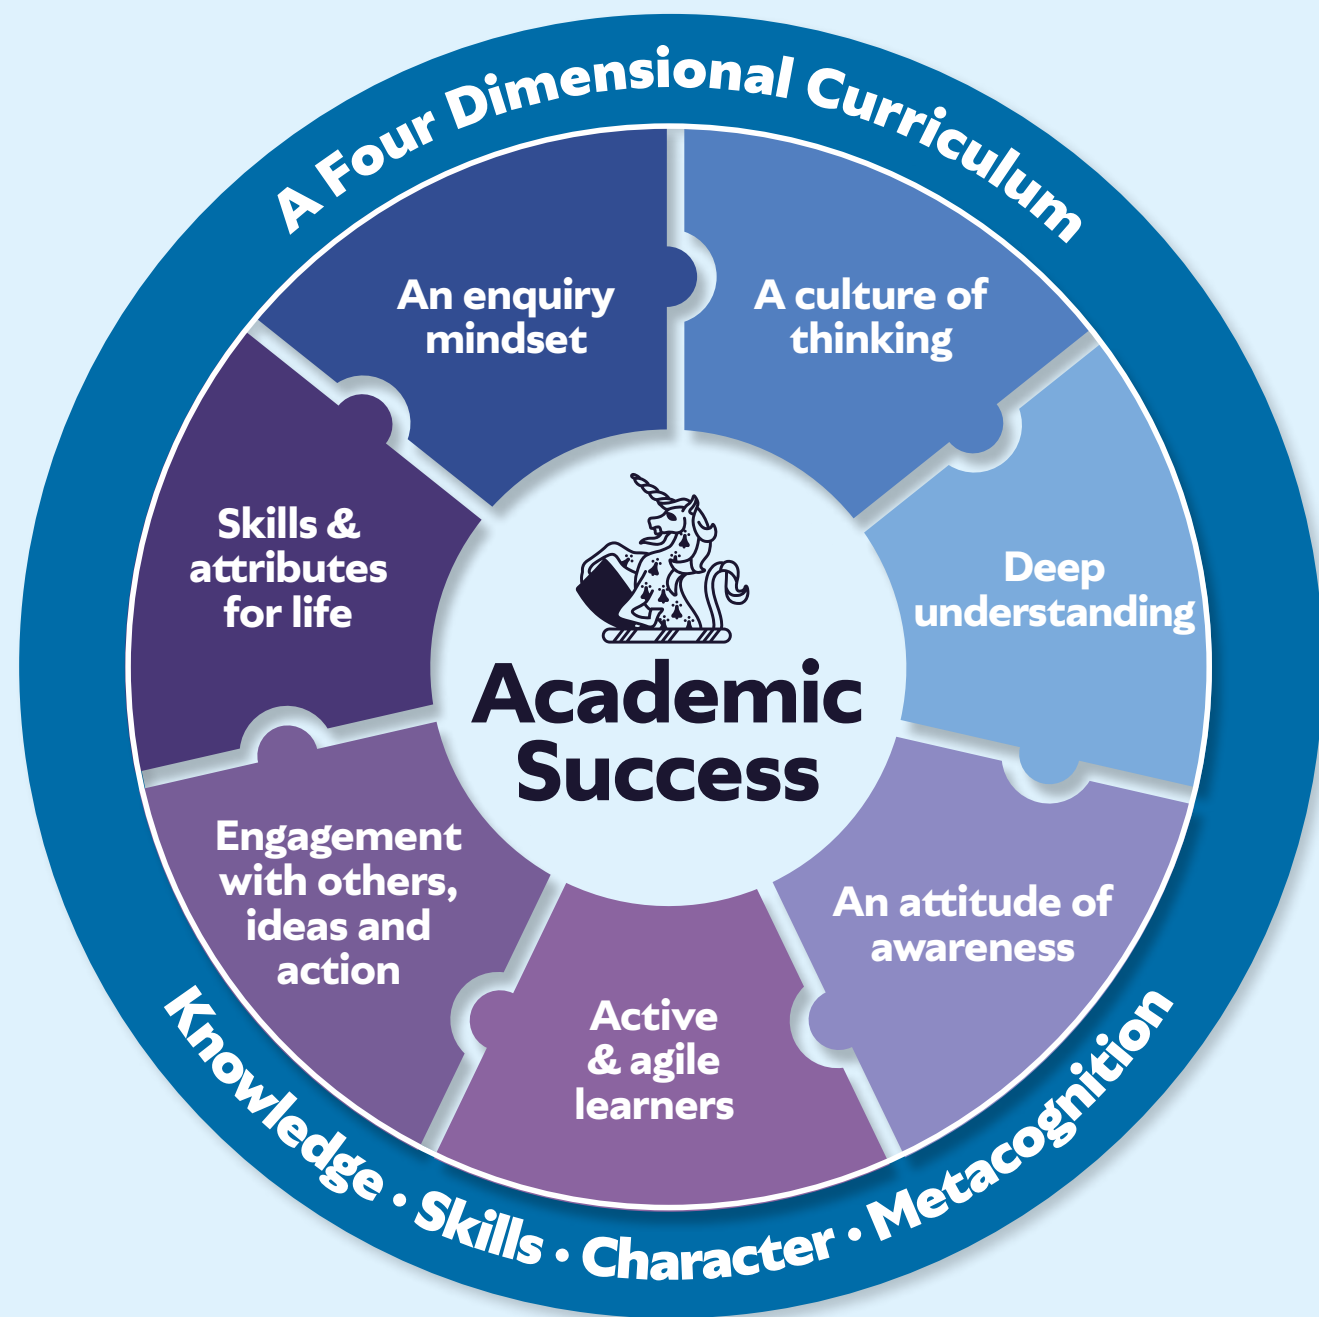 A Four Dimensional Curriculum
An enquiry
mindset
A culture of
thinking
Deep
understanding
An attitude of
awareness
Active
& agile
learners
Engagement
with others,
ideas and
action
Skills &
attributes
for life
Academic
Success
Knowledge • Skills • Character • Metacognition